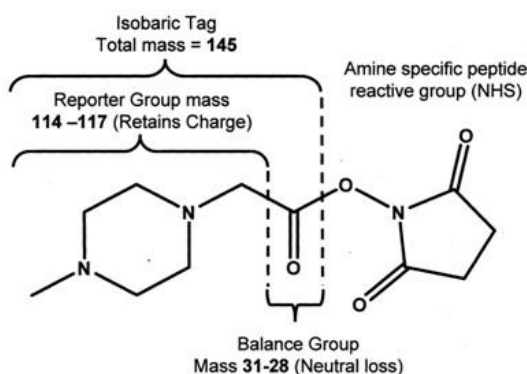 Isobaric Tag
Total mass = 145
Amine specific peptide
reactive group (NHS)
Reporter Group mass
114 –117 (Retains Charge)
O
N
O
N
N
O
O
Balance Group
Mass 31-28 (Neutral loss)